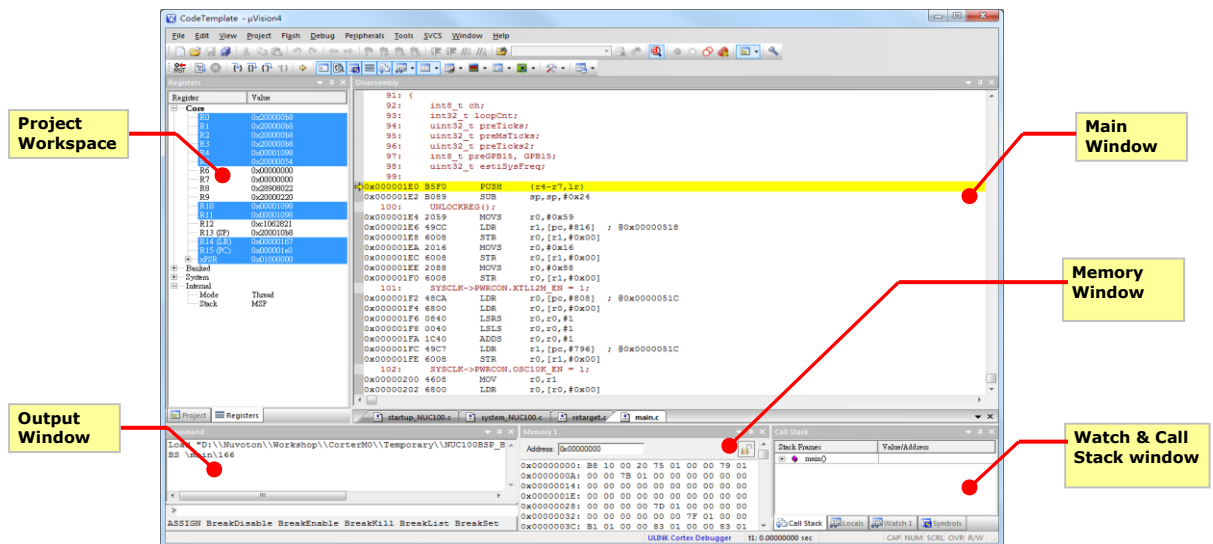 CodeTemplate - µVision4
File Edit View Project Flash Debug Peripherals Tools SVCS Window Help
Registers
Register Value
Core
R0 0x200000b8
R1 0x200000b8
R2 0x200000b8
R3 0x200000b8
R4 0x00001098
0x20000054
R6 0x00000000
R7 0x00000000
R8 0x28908022
R9 0x20000220
R10 0x00001098
R11 0x00001098
R12 0xc1062821
R13 (SP) 0x200010b8
R14 (LR) 0x00000167
R15 (PC) 0x000001e0
xPSR 0x01000000
Banked
System
Internal
Mode Thread
Stack MSP
Project Registers
Disassembly
91: {
92: int8_t ch;
93: int32_t loopCnt;
94: uint32_t preTicks;
95: uint32_t preMsTicks;
96: uint32_t preTicks2;
97: int8_t preGPB15, GPB15;
98: uint32_t estiSysFreq;
99:
0x000001E0 B5F0 PUSH {r4-r7,lr}
0x000001E2 B089 SUB sp,sp,#0x24
100: UNLOCKREG();
0x000001E4 2059 MOVS r0,#0x59
0x000001E6 49CC LDR r1,[pc,#816] ; @0x00000518
0x000001E8 6008 STR r0,[r1,#0x00]
0x000001EA 2016 MOVS r0,#0x16
0x000001EC 6008 STR r0,[r1,#0x00]
0x000001EE 2088 MOVS r0,#0x88
0x000001F0 6008 STR r0,[r1,#0x00]
101: SYSCLK->PWRCON.XTL12M_EN = 1;
0x000001F2 48CA LDR r0,[pc,#808] ; @0x0000051C
0x000001F4 6800 LDR r0,[r0,#0x00]
0x000001F6 0840 LSRS r0,r0,#1
0x000001F8 0040 LSLS r0,r0,#1
0x000001FA 1C40 ADDS r0,r0,#1
0x000001FC 49C7 LDR r1,[pc,#796] ; @0x0000051C
0x000001FE 6008 STR r0,[r1,#0x00]
102: SYSCLK->PWRCON.OSC10K_EN = 1;
0x00000200 4608 MOV r0,r1
0x00000202 6800 LDR r0,[r0,#0x00]
startup_NUC100.s system_NUC100.c retarget.c main.c
Command
Load "D:\\Nuvoton\\Workshop\\CorterM0\\Temporary\\NUC100BSP_B
BS \main\166
>
ASSIGN BreakDisable BreakEnable BreakKill BreakList BreakSet
Memory 1
Address: 0x00000000
0x00000000: B8 10 00 20 75 01 00 00 79 01
0x0000000A: 00 00 7B 01 00 00 00 00 00 00
0x00000014: 00 00 00 00 00 00 00 00 00 00
0x0000001E: 00 00 00 00 00 00 00 00 00 00
0x00000028: 00 00 00 00 7D 01 00 00 00 00
0x00000032: 00 00 00 00 00 00 7F 01 00 00
0x0000003C: B1 01 00 00 83 01 00 00 83 01
Call Stack
Stack Frames Value/Address
main()
Call Stack Locals Watch 1 Symbols
ULINK Cortex Debugger t1: 0.00000000 sec CAP NUM SCRL OVR R/W
Project
Workspace
Output
Window
Main
Window
Memory
Window
Watch & Call
Stack window